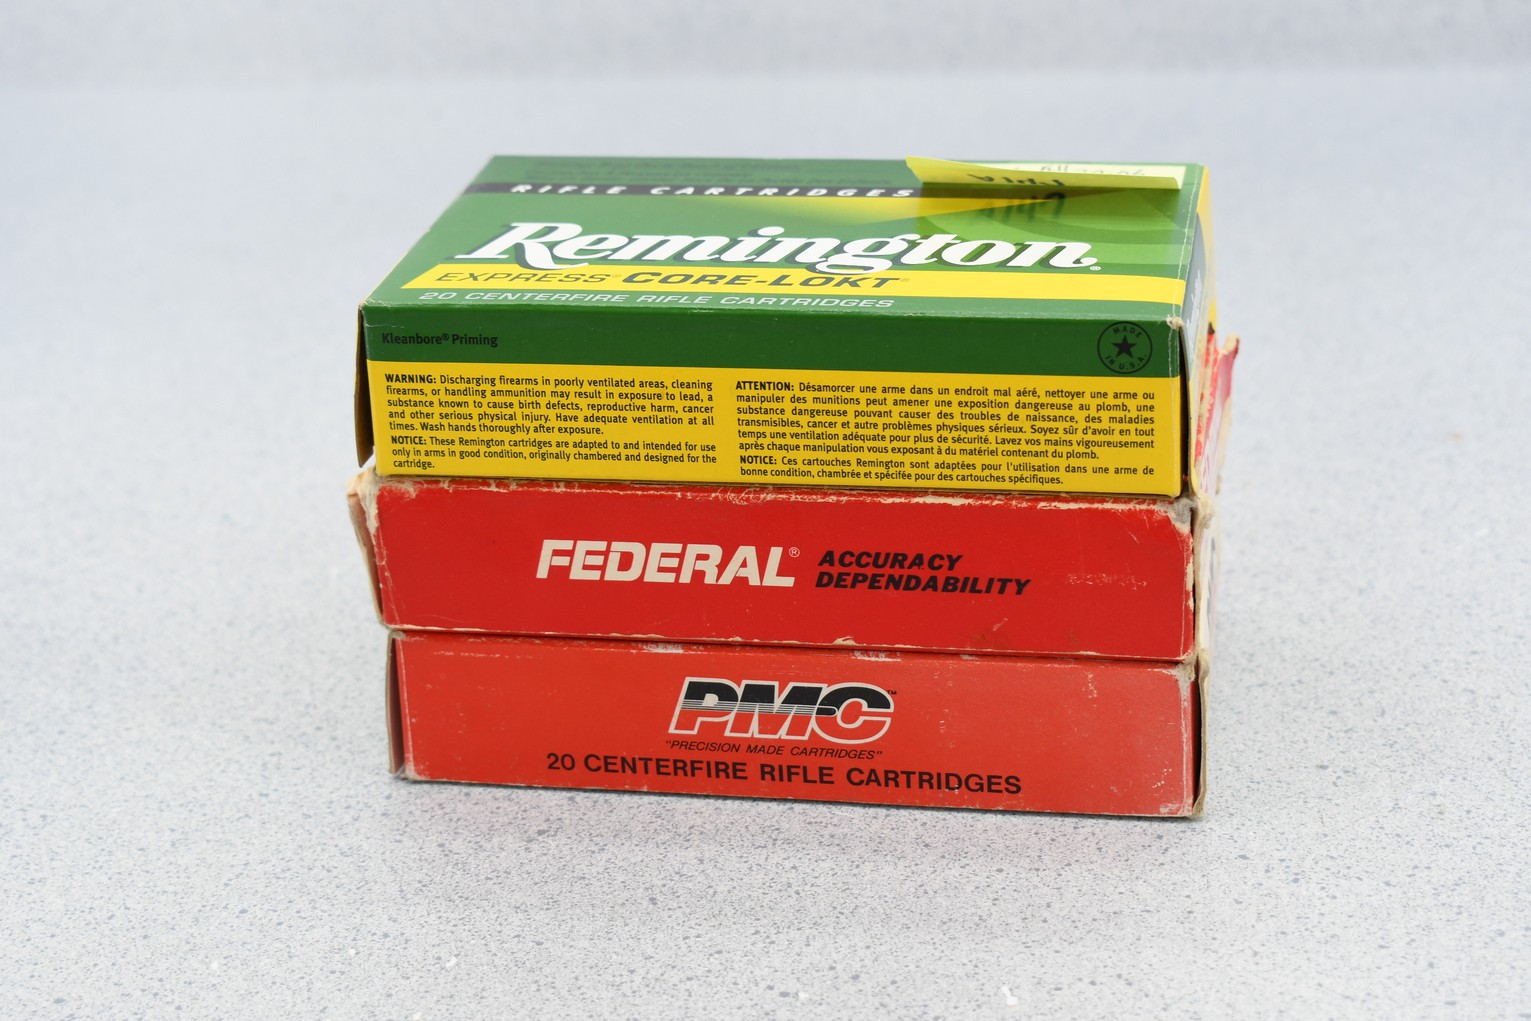 RIFLE CARTRIDGES
Remington®
EXPRESS® CORE-LOKT®
20 CENTERFIRE RIFLE CARTRIDGES
Kleanbore® Priming
MADE
IN U.S.A.
WARNING: Discharging firearms in poorly ventilated areas, cleaning
firearms, or handling ammunition may result in exposure to lead, a
substance known to cause birth defects, reproductive harm, cancer
and other serious physical injury. Have adequate ventilation at all
times. Wash hands thoroughly after exposure.
NOTICE: These Remington cartridges are adapted to and intended for use
only in arms in good condition, originally chambered and designed for the
cartridge.
ATTENTION: Désamorcer une arme dans un endroit mal aéré, nettoyer une arme ou
manipuler des munitions peut amener une exposition dangereuse au plomb, une
substance dangereuse pouvant causer des troubles de naissance, des maladies
transmisibles, cancer et autre problèmes physiques sérieux. Soyez sûr d'avoir en tout
temps une ventilation adéquate pour plus de sécurité. Lavez vos mains vigoureusement
après chaque manipulation vous exposant à du matériel contenant du plomb.
NOTICE: Ces cartouches Remington sont adaptées pour l'utilisation dans une arme de
bonne condition, chambrée et spécifée pour des cartouches spécifiques.
FEDERAL®
ACCURACY
DEPENDABILITY
PMC™
"PRECISION MADE CARTRIDGES"
20 CENTERFIRE RIFLE CARTRIDGES